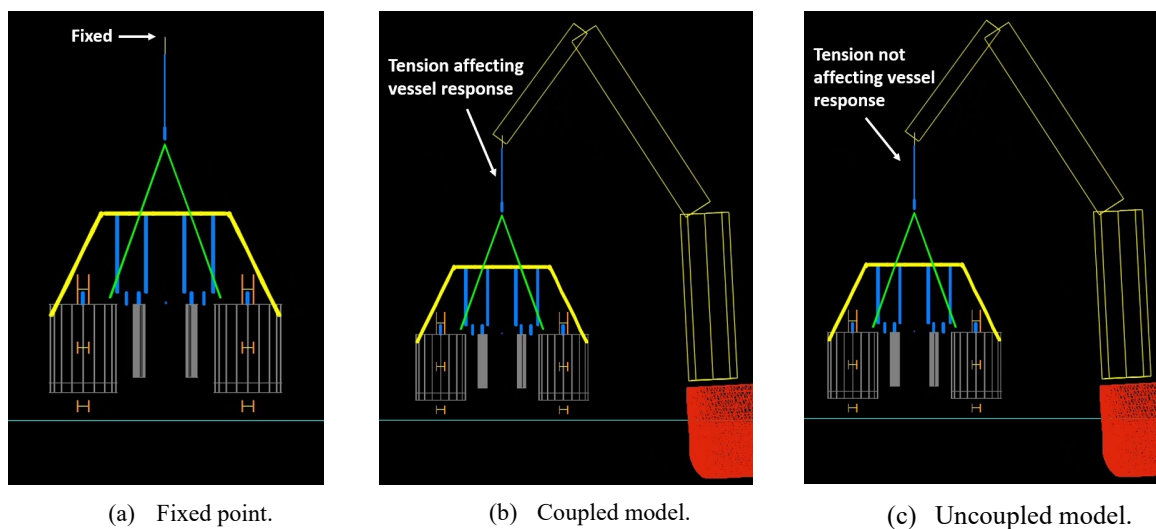 Fixed
Tension affecting
vessel response
Tension not
affecting vessel
response
(a) Fixed point.
(b) Coupled model.
(c) Uncoupled model.